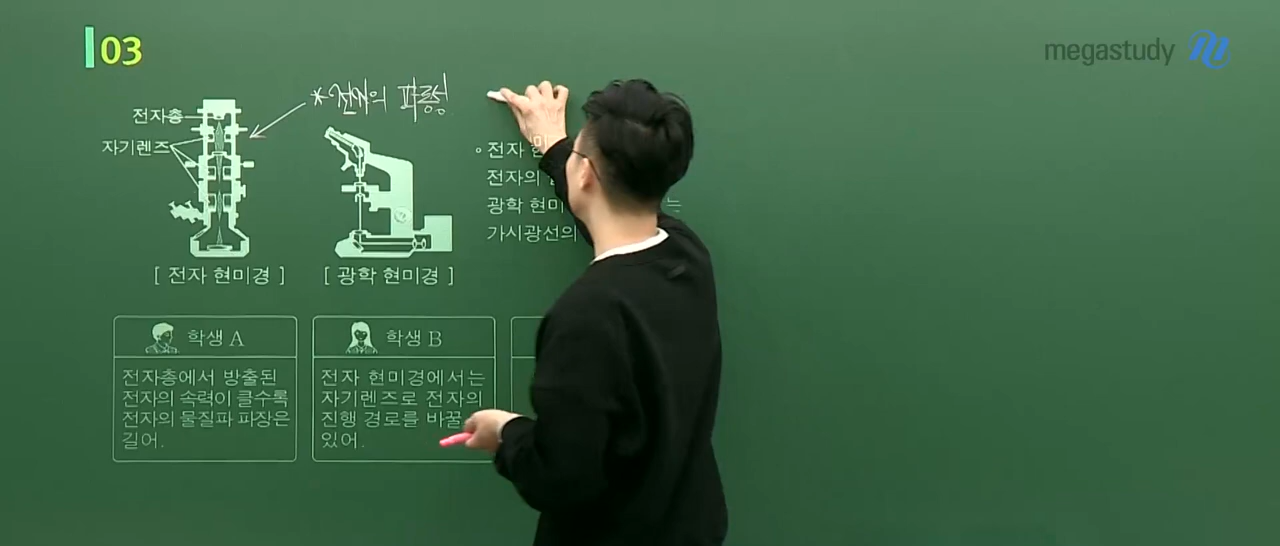 03
megastudy
*전자의 파동성
전자총
자기렌즈
전자 현미
전자의
광학 현미
는
가시광선의
[ 전자 현미경 ]
[ 광학 현미경 ]
학생 A
전자총에서 방출된
전자의 속력이 클수록
전자의 물질파 파장은
길어.
학생 B
전자 현미경에서는
자기렌즈로 전자의
진행 경로를 바꿀
있어.